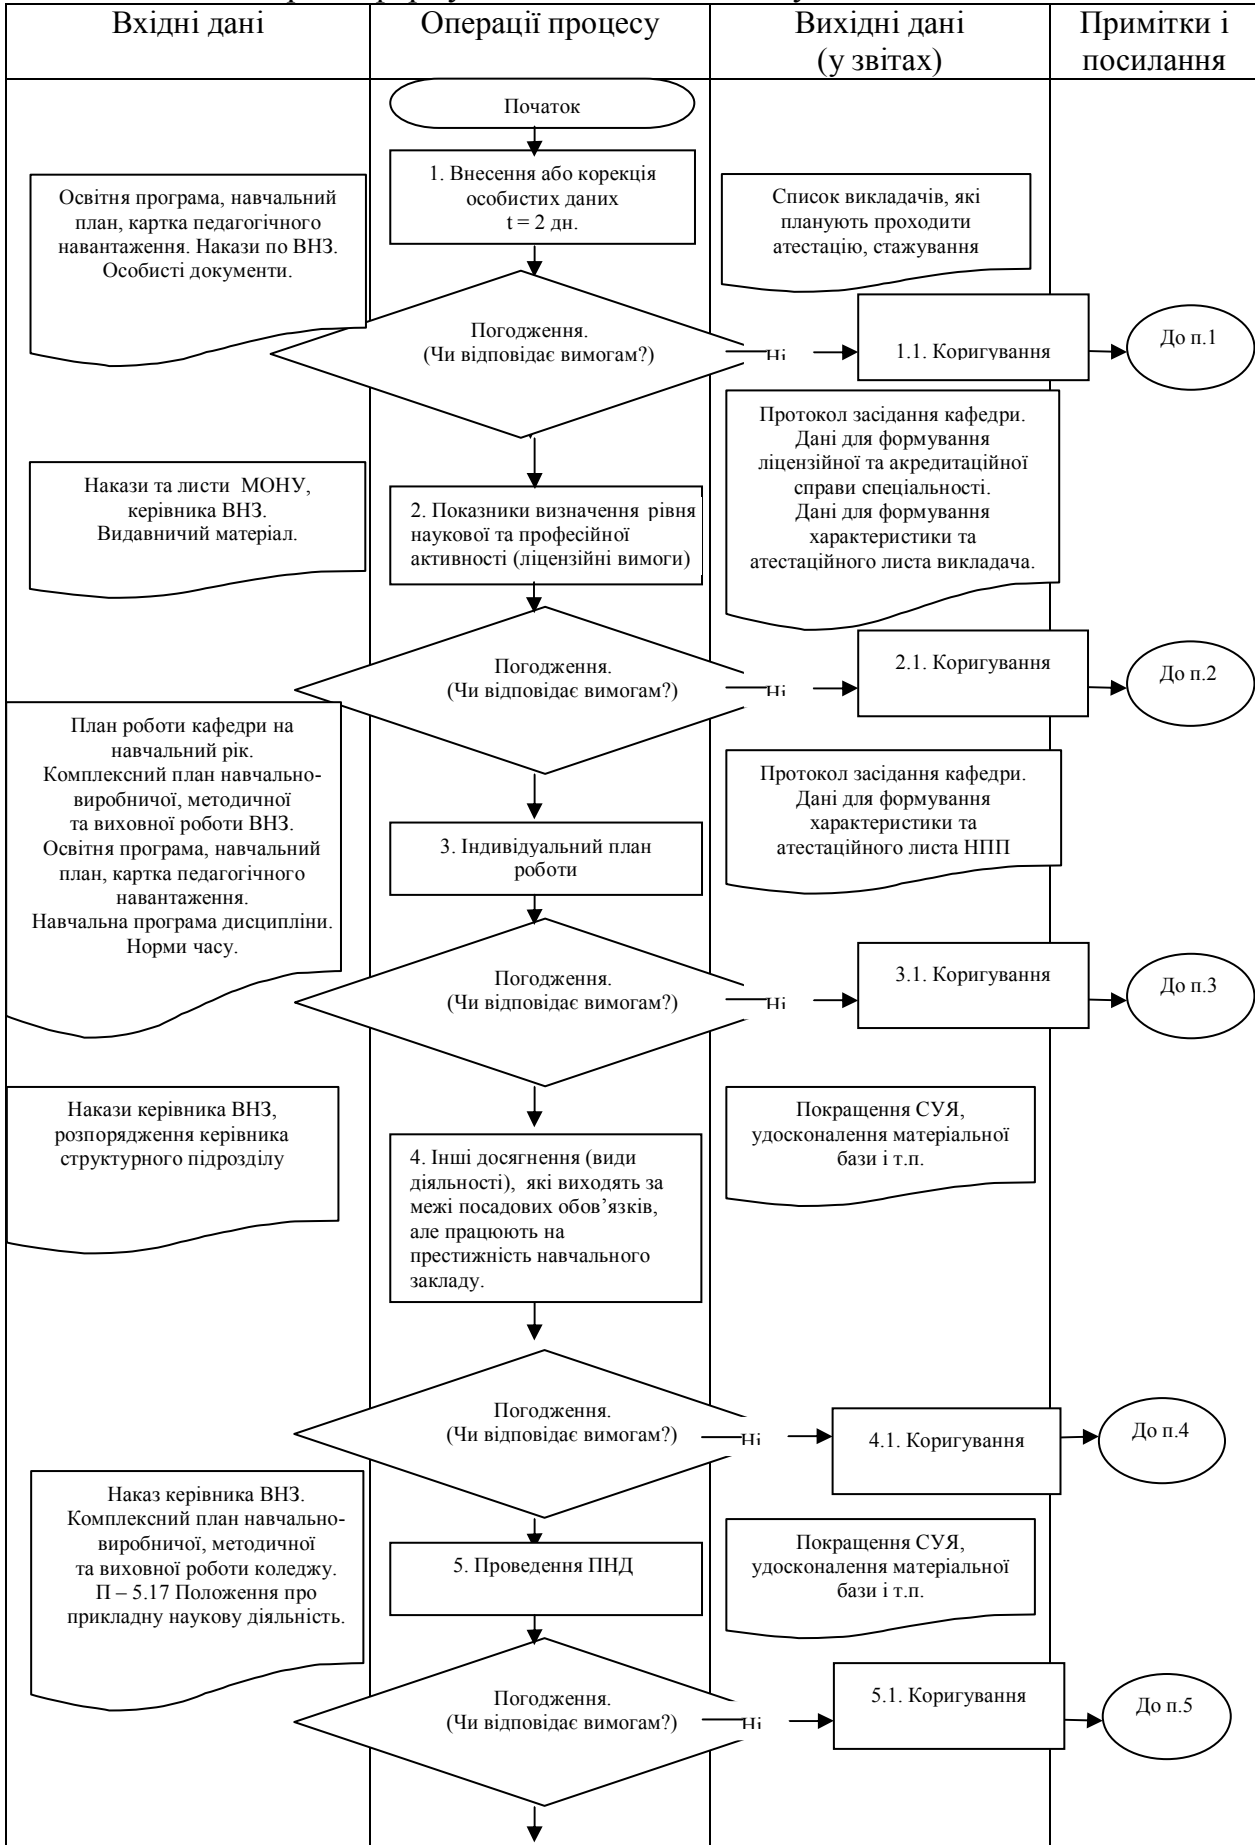 Вхідні дані
Операції процесу
Вихідні дані
(у звітах)
Примітки і
посилання
Початок
1. Внесення або корекція
особистих даних
t = 2 дн.
Освітня програма, навчальний
план, картка педагогічного
навантаження. Накази по ВНЗ.
Особисті документи.
Список викладачів, які
планують проходити
атестацію, стажування
Погодження.
(Чи відповідає вимогам?)
Ні
1.1. Коригування
До п.1
Накази та листи МОНУ,
керівника ВНЗ.
Видавничий матеріал.
2. Показники визначення рівня
наукової та професійної
активності (ліцензійні вимоги)
Протокол засідання кафедри.
Дані для формування
ліцензійної та акредитаційної
справи спеціальності.
Дані для формування
характеристики та
атестаційного листа викладача.
Погодження.
(Чи відповідає вимогам?)
Ні
2.1. Коригування
До п.2
План роботи кафедри на
навчальний рік.
Комплексний план навчально-
виробничої, методичної
та виховної роботи ВНЗ.
Освітня програма, навчальний
план, картка педагогічного
навантаження.
Навчальна програма дисципліни.
Норми часу.
3. Індивідуальний план
роботи
Протокол засідання кафедри.
Дані для формування
характеристики та
атестаційного листа НПП
Погодження.
(Чи відповідає вимогам?)
Ні
3.1. Коригування
До п.3
Накази керівника ВНЗ,
розпорядження керівника
структурного підрозділу
4. Інші досягнення (види
діяльності), які виходять за
межі посадових обов’язків,
але працюють на
престижність навчального
закладу.
Покращення СУЯ,
удосконалення матеріальної
бази і т.п.
Погодження.
(Чи відповідає вимогам?)
Ні
4.1. Коригування
До п.4
Наказ керівника ВНЗ.
Комплексний план навчально-
виробничої, методичної
та виховної роботи коледжу.
П – 5.17 Положення про
прикладну наукову діяльність.
5. Проведення ПНД
Покращення СУЯ,
удосконалення матеріальної
бази і т.п.
Погодження.
(Чи відповідає вимогам?)
Ні
5.1. Коригування
До п.5